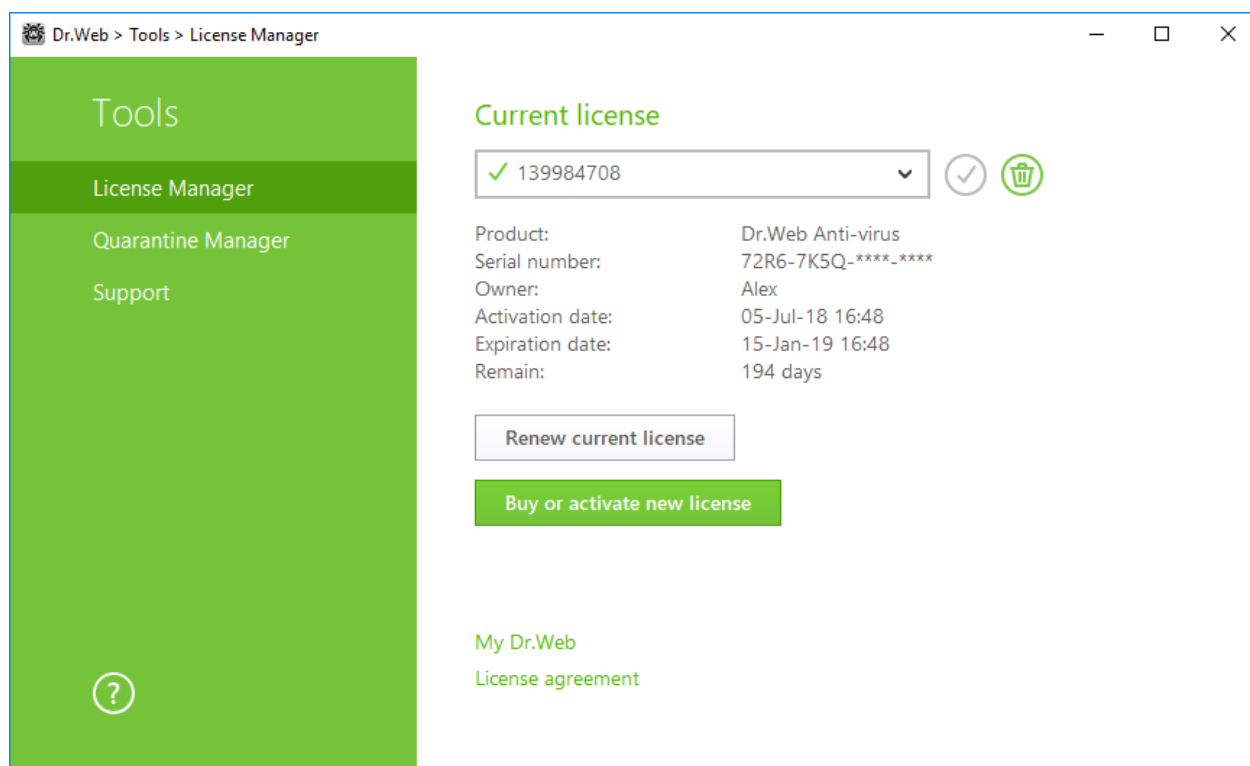 Dr.Web > Tools > License Manager
Tools
License Manager
Quarantine Manager
Support
?
Current license
139984708
Product: Dr.Web Anti-virus
Serial number: 72R6-7K5Q-****-****
Owner: Alex
Activation date: 05-Jul-18 16:48
Expiration date: 15-Jan-19 16:48
Remain: 194 days
Renew current license
Buy or activate new license
My Dr.Web
License agreement